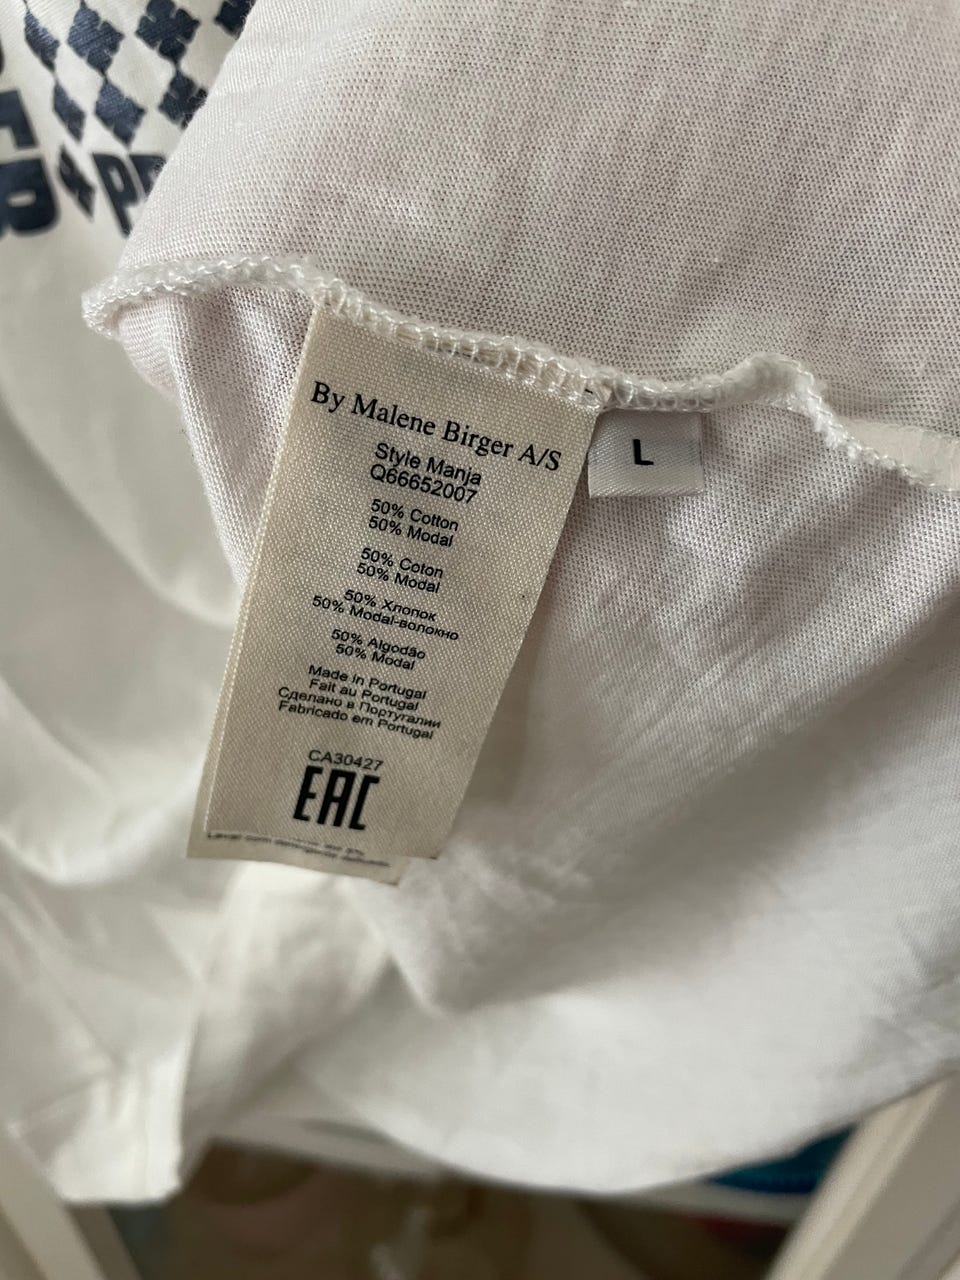 By Malene Birger A/S
L
Style Manja
Q66652007
50% Cotton
50% Modal
50% Coton
50% Modal
50% Хлопок
50% Modal-волокно
50% Algodão
50% Modal
Made in Portugal
Fait au Portugal
Сделано в Португалии
Fabricado em Portugal
CA30427
EAC